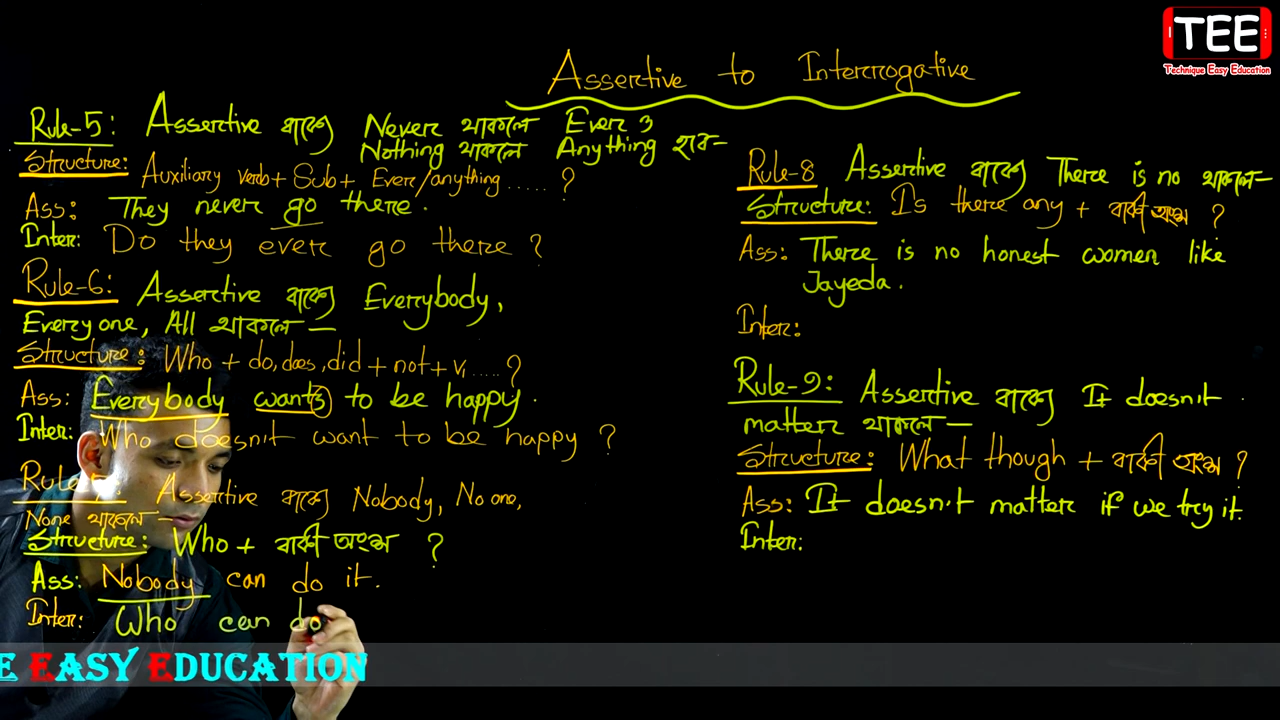 TEE
Technique Easy Education
Assertive to Interrogative
Rule-5: Assertive বাক্যে Never থাকলে Ever ও
Nothing থাকলে Anything হবে-
Structure: Auxiliary verb + Sub + Ever/anything ..... ?
Ass: They never go there.
Inter: Do they ever go there ?
Rule-6: Assertive বাক্যে Everybody,
Everyone, All থাকলে —
Structure: Who + do, does, did + not + v₁ ..... ?
Ass: Everybody wants to be happy.
Inter: Who doesn't want to be happy ?
Assertive বাক্যে Nobody, No one,
None থাকলে —
Structure: Who + বাকী অংশ ?
Ass: Nobody can do it.
Inter: Who can do
Rule-8 Assertive বাক্যে There is no থাকলে—
Structure: Is there any + বাকী অংশ ?
Ass: There is no honest women like
Jayeda.
Inter:
Rule-9: Assertive বাক্যে It doesn't
matter থাকলে —
Structure: What though + বাকী অংশ ?
Ass: It doesn't matter if we try it.
Inter:
E EASY EDUCATION